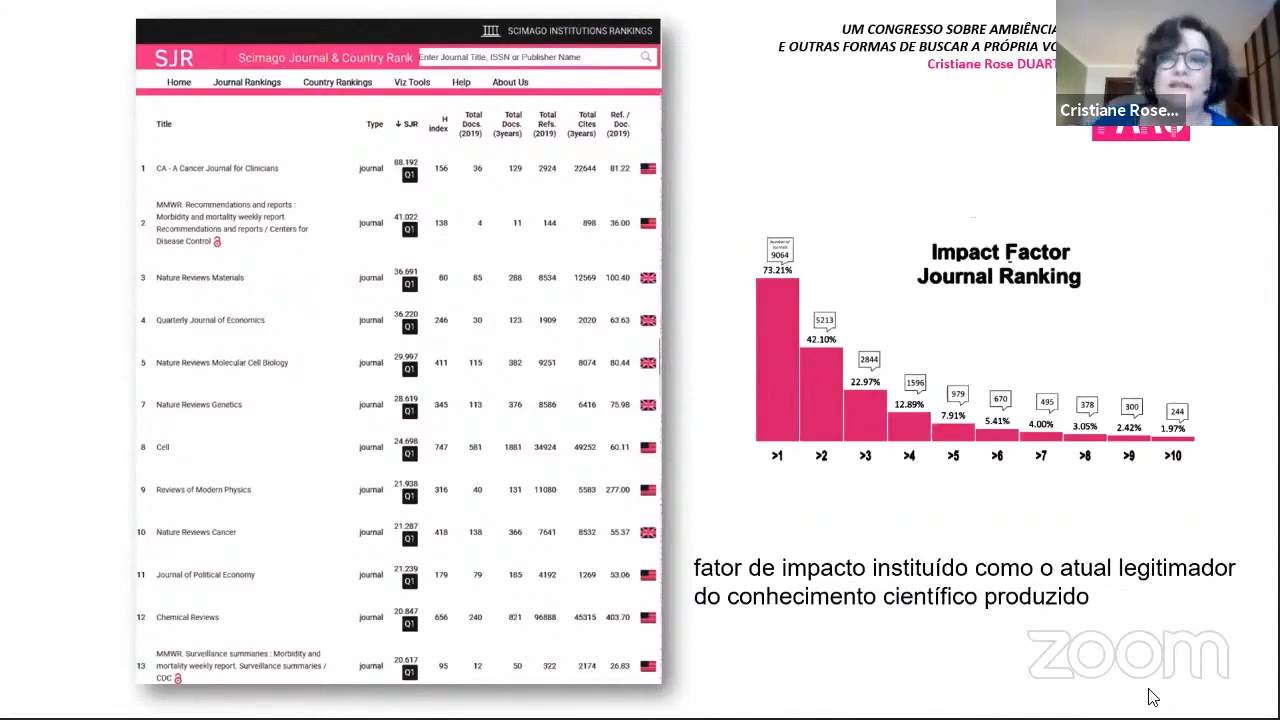 SCIMAGO INSTITUTIONS RANKINGS
SJR Scimago Journal & Country Rank Enter Journal Title, ISSN or Publisher Name
Home Journal Rankings Country Rankings Viz Tools Help About Us
Title Type ↓ SJR H index Total Docs. (2019) Total Docs. (3years) Total Refs. (2019) Total Cites (3years) Ref. / Doc. (2019)
1 CA - A Cancer Journal for Clinicians journal 88.192 Q1 156 36 129 2924 22644 81.22
2 MMWR. Recommendations and reports :
Morbidity and mortality weekly report.
Recommendations and reports / Centers for
Disease Control journal 41.022 Q1 138 4 11 144 898 36.00
3 Nature Reviews Materials journal 36.691 Q1 80 85 288 8534 12569 100.40
4 Quarterly Journal of Economics journal 36.220 Q1 246 30 123 1909 2020 63.63
5 Nature Reviews Molecular Cell Biology journal 29.997 Q1 411 115 382 9251 8074 80.44
7 Nature Reviews Genetics journal 28.619 Q1 345 113 376 8586 6416 75.98
8 Cell journal 24.698 Q1 747 581 1881 34924 49252 60.11
9 Reviews of Modern Physics journal 21.938 Q1 316 40 131 11080 5583 277.00
10 Nature Reviews Cancer journal 21.287 Q1 418 138 366 7641 8532 55.37
11 Journal of Political Economy journal 21.239 Q1 179 79 185 4192 1269 53.06
12 Chemical Reviews journal 20.847 Q1 656 240 821 96888 45315 403.70
13 MMWR. Surveillance summaries : Morbidity and
mortality weekly report. Surveillance summaries /
CDC journal 20.617 Q1 95 12 50 322 2174 26.83
UM CONGRESSO SOBRE AMBIÊNCIA
E OUTRAS FORMAS DE BUSCAR A PRÓPRIA
Cristiane Rose DUART
Cristiane Rose...
Impact Factor
Journal Ranking
Number of
journals
9064
73.21%
5213
42.10%
2844
22.97%
1596
12.89%
979
7.91%
670
5.41%
495
4.00%
378
3.05%
300
2.42%
244
1.97%
>1 >2 >3 >4 >5 >6 >7 >8 >9 >10
fator de impacto instituído como o atual legitimador
do conhecimento científico produzido
zoom